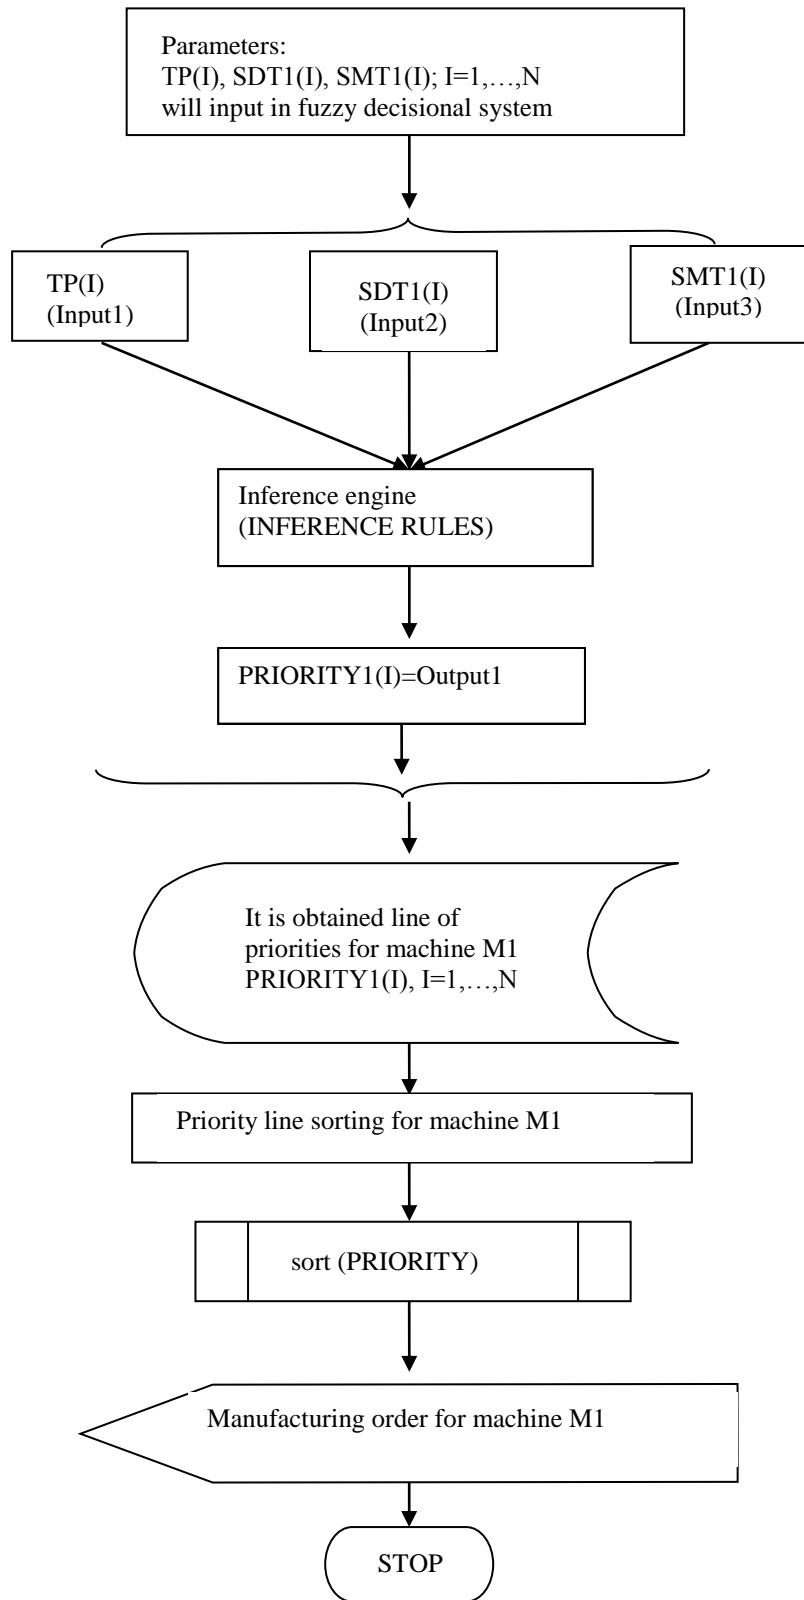 Parameters:
TP(I), SDT1(I), SMT1(I); I=1,…,N
will input in fuzzy decisional system
TP(I)
(Input1)
SDT1(I)
(Input2)
SMT1(I)
(Input3)
Inference engine
(INFERENCE RULES)
PRIORITY1(I)=Output1
It is obtained line of
priorities for machine M1
PRIORITY1(I), I=1,…,N
Priority line sorting for machine M1
sort (PRIORITY)
Manufacturing order for machine M1
STOP